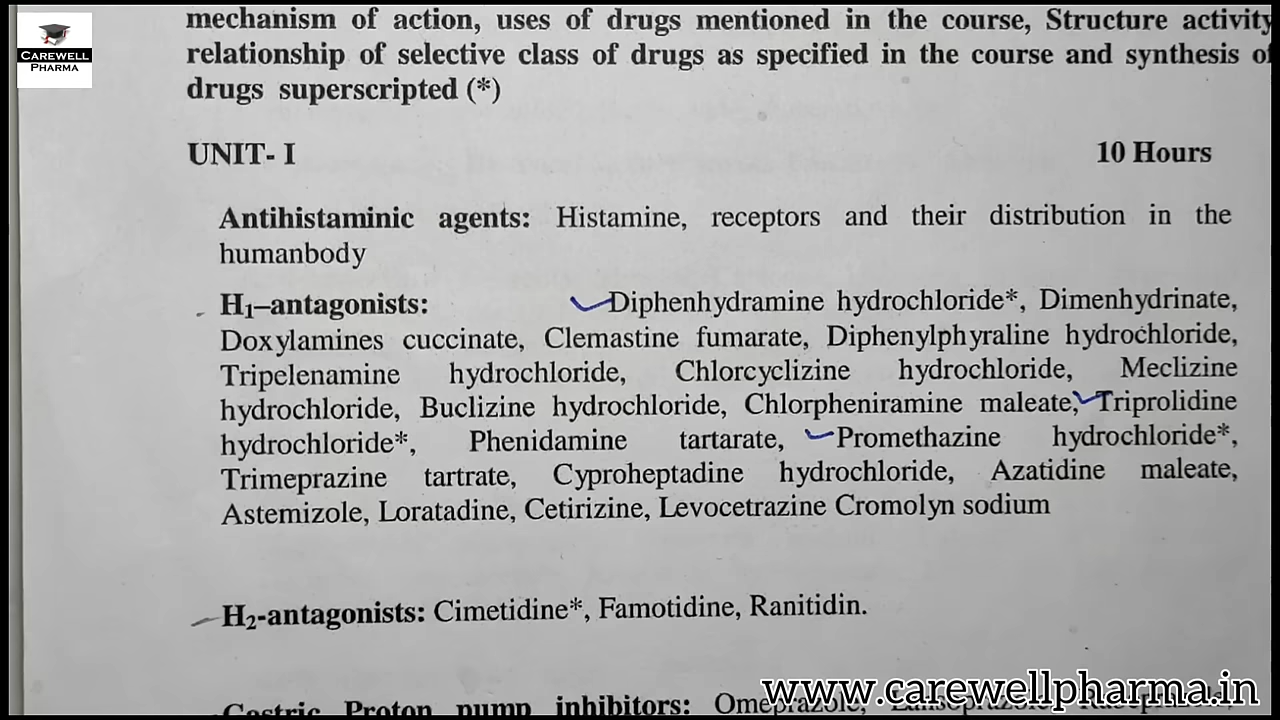 CAREWELL
PHARMA
mechanism of action, uses of drugs mentioned in the course, Structure activity
relationship of selective class of drugs as specified in the course and synthesis of
drugs superscripted (*)
UNIT- I 10 Hours
Antihistaminic agents: Histamine, receptors and their distribution in the
humanbody
H₁–antagonists: Diphenhydramine hydrochloride*, Dimenhydrinate,
Doxylamines cuccinate, Clemastine fumarate, Diphenylphyraline hydrochloride,
Tripelenamine hydrochloride, Chlorcyclizine hydrochloride, Meclizine
hydrochloride, Buclizine hydrochloride, Chlorpheniramine maleate, Triprolidine
hydrochloride*, Phenidamine tartarate, Promethazine hydrochloride*,
Trimeprazine tartrate, Cyproheptadine hydrochloride, Azatidine maleate,
Astemizole, Loratadine, Cetirizine, Levocetrazine Cromolyn sodium
H₂-antagonists: Cimetidine*, Famotidine, Ranitidin.
Gastric Proton pump inhibitors: Omeprazole,
www.carewellpharma.in